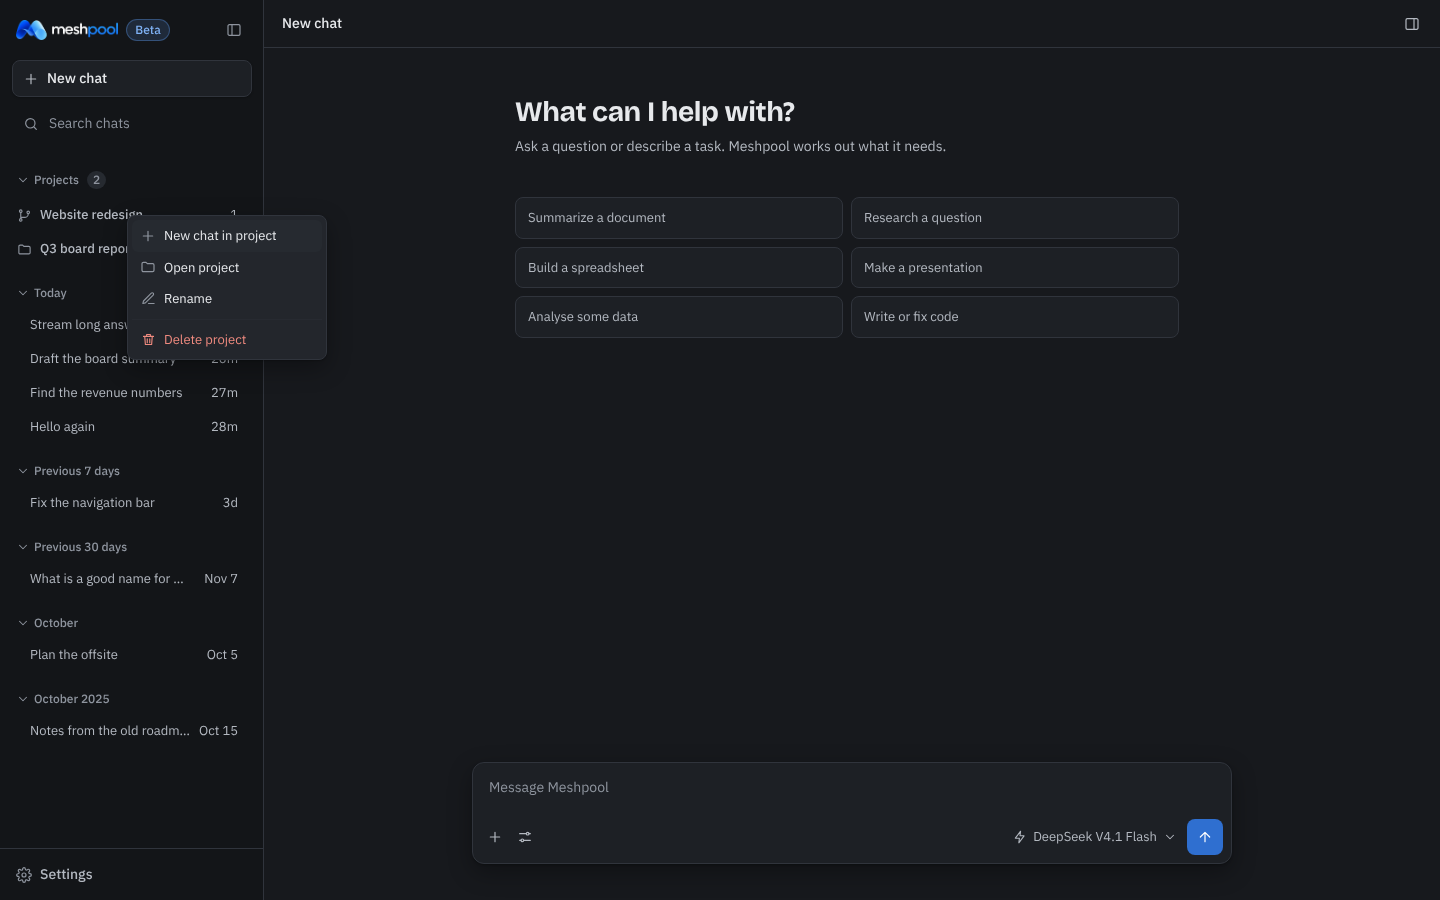 meshpool Beta
New chat
New chat
Search chats
What can I help with?
Ask a question or describe a task. Meshpool works out what it needs.
Projects 2
Website redesign 1
Q3 board
New chat in project
Open project
Rename
Delete project
Summarize a document
Research a question
Build a spreadsheet
Make a presentation
Analyse some data
Write or fix code
Today
Stream long
Draft the board summary
Find the revenue numbers 27m
Hello again 28m
Previous 7 days
Fix the navigation bar 3d
Previous 30 days
What is a good name for ... Nov 7
October
Plan the offsite Oct 5
October 2025
Notes from the old roadm... Oct 15
Message Meshpool
DeepSeek V4.1 Flash
Settings